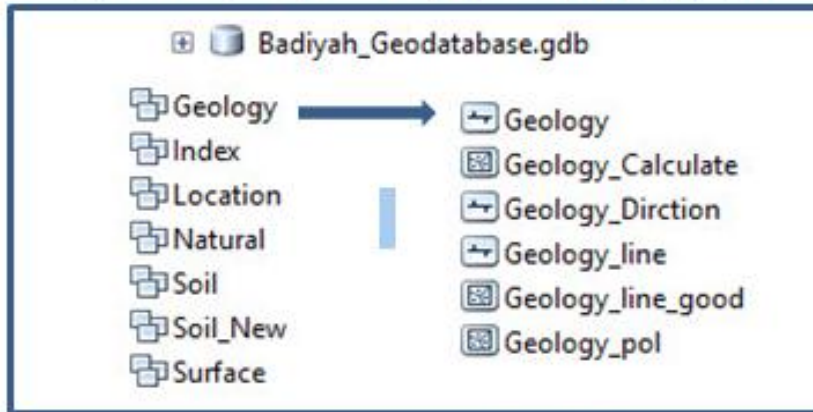 Badiyah_Geodatabase.gdb
Geology
Index
Location
Natural
Soil
Soil_New
Surface
Geology
Geology_Calculate
Geology_Dirction
Geology_line
Geology_line_good
Geology_pol